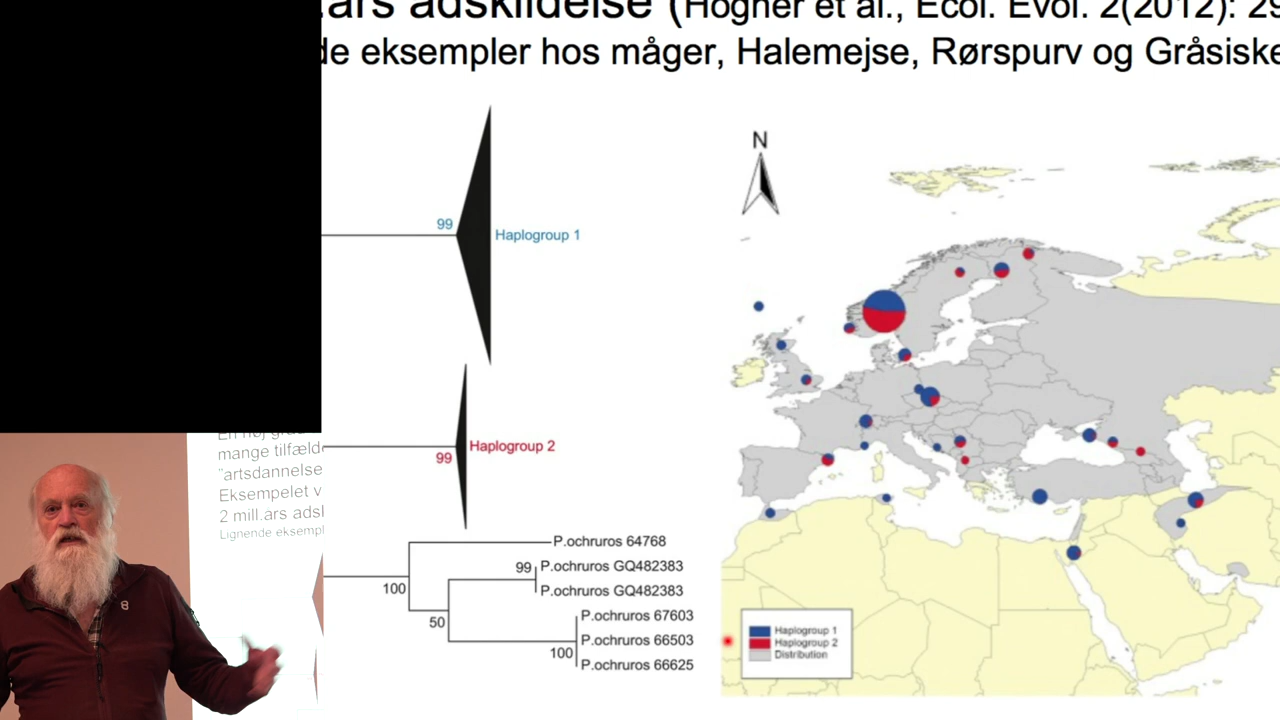 .ars adskildelse (Hogner et al., Ecol. Evol. 2(2012): 29
de eksempler hos måger, Halemejse, Rørspurv og Gråsiske
N
99
Haplogroup 1
Haplogroup 2
99
P.ochruros 64768
99
P.ochruros GQ482383
100
P.ochruros GQ482383
P.ochruros 67603
50
P.ochruros 66503
100
P.ochruros 66625
Haplogroup 1
Haplogroup 2
Distribution
mange tilfælde
"artsdannelse
Eksempelet v
2 mill.ars adsl
Lignende eksempl